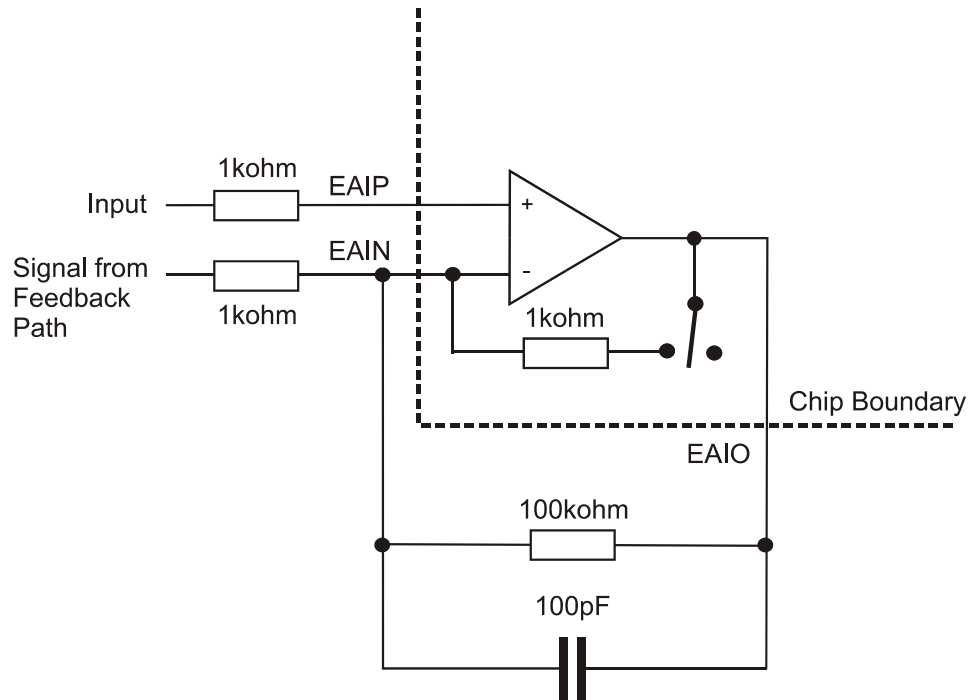 1kohm
EAIP
Input
+
EAIN
Signal from
Feedback
Path
-
1kohm
1kohm
Chip Boundary
EAIO
100kohm
100pF